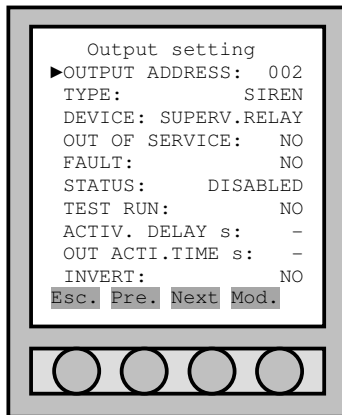 Output setting
►OUTPUT ADDRESS: 002
TYPE: SIREN
DEVICE: SUPERV.RELAY
OUT OF SERVICE: NO
FAULT: NO
STATUS: DISABLED
TEST RUN: NO
ACTIV. DELAY s: –
OUT ACTI.TIME s: –
INVERT: NO
Esc. Pre. Next Mod.